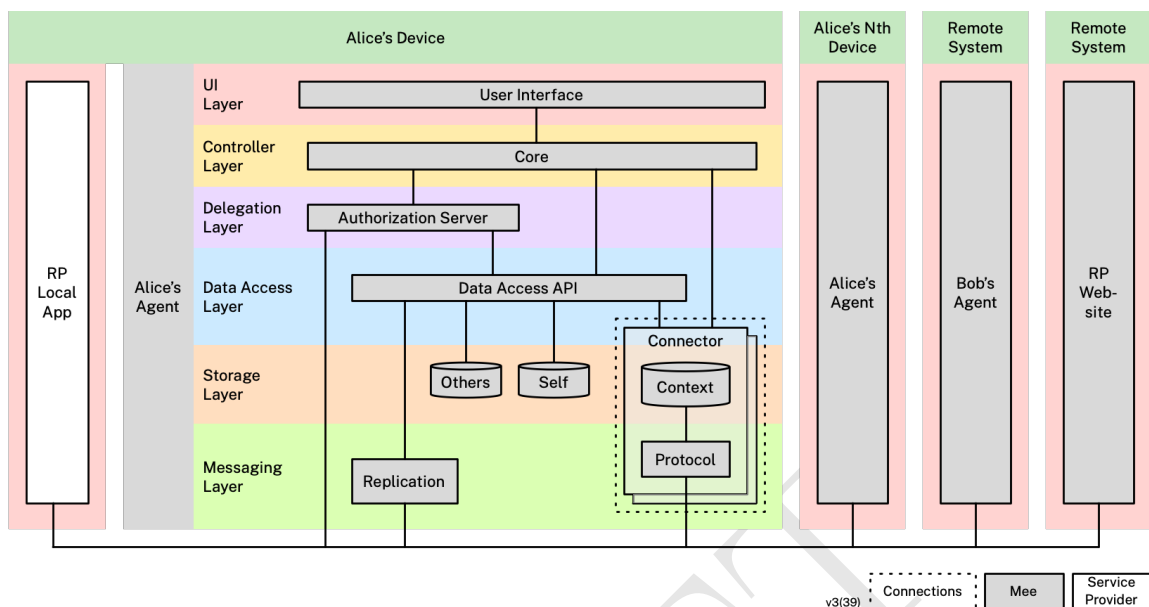 Alice's Device
Alice's Nth
Device
Remote
System
Remote
System
UI
Layer
User Interface
Controller
Layer
Core
Delegation
Layer
Authorization Server
RP
Local
App
Alice's
Agent
Data Access
Layer
Data Access API
Alice's
Agent
Bob's
Agent
RP
Web-
site
Connector
Storage
Layer
Others
Self
Context
Messaging
Layer
Replication
Protocol
v3(39)
Connections
Mee
Service
Provider